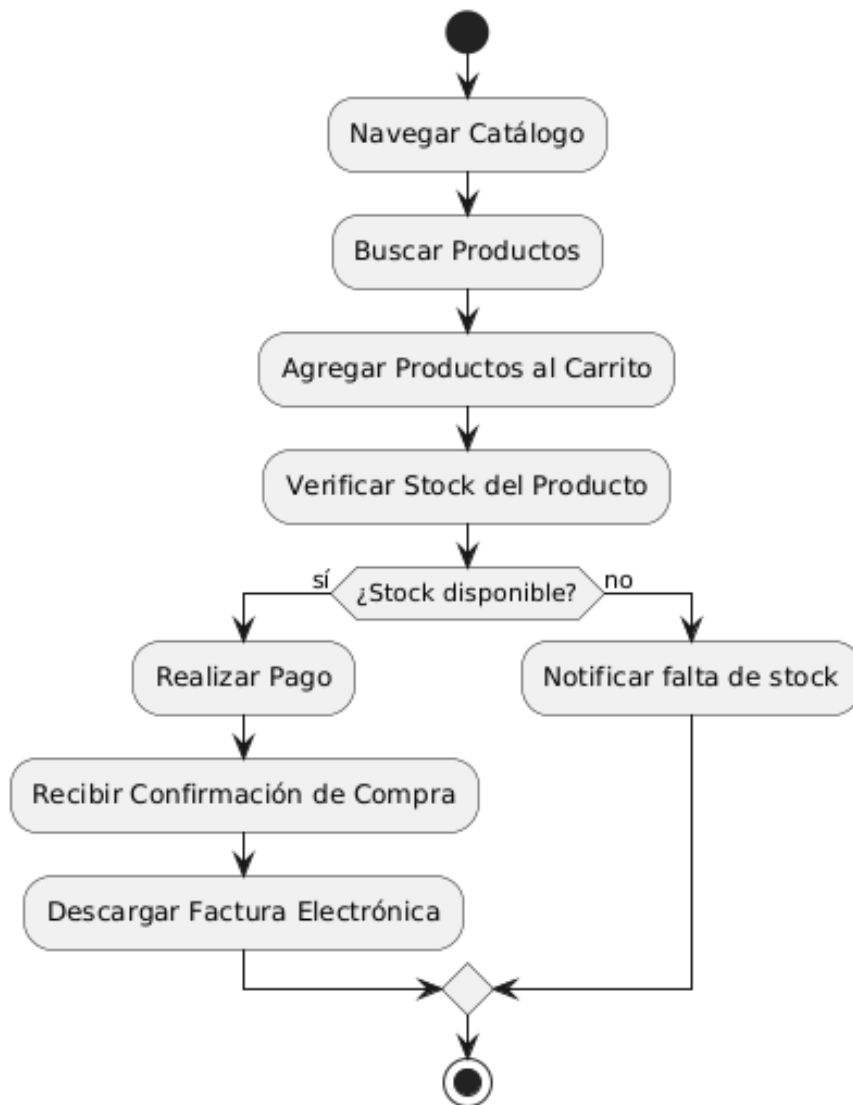 Navegar Catálogo
Buscar Productos
Agregar Productos al Carrito
Verificar Stock del Producto
¿Stock disponible?
sí
no
Realizar Pago
Notificar falta de stock
Recibir Confirmación de Compra
Descargar Factura Electrónica